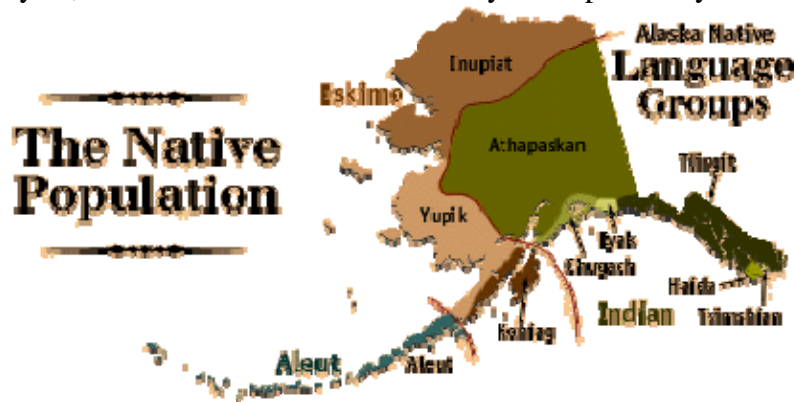 Alaska Native
Language
Groups
The Native
Population
Eskimo
Inupiat
Athapaskan
Yupik
Tlingit
Eyak
Chugach
Haida
Tsimshian
Koniag
Indian
Aleut
Aleut